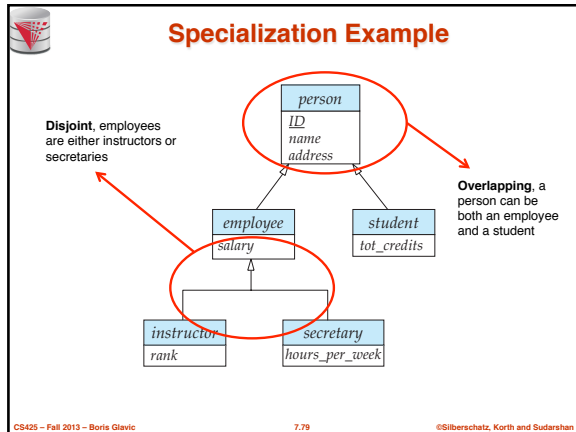 Specialization Example
person
ID
name
address
Disjoint, employees
are either instructors or
secretaries
Overlapping, a
person can be
both an employee
and a student
employee
salary
student
tot_credits
instructor
rank
secretary
hours_per_week
CS425 – Fall 2013 – Boris Glavic
7.79
©Silberschatz, Korth and Sudarshan